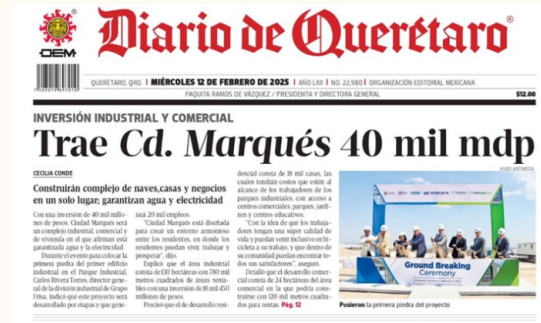 Diario de Querétaro®
OEM
QUERÉTARO, QRO. | MIÉRCOLES 12 DE FEBRERO DE 2025 | AÑO LXII | NO. 22,980 | ORGANIZACIÓN EDITORIAL MEXICANA
PAQUITA RAMOS DE VÁZQUEZ / PRESIDENTA Y DIRECTORA GENERAL
$12.00
INVERSIÓN INDUSTRIAL Y COMERCIAL
Trae Cd. Marqués 40 mil mdp
CECILIA CONDE
Construirán complejo de naves,casas y negocios
en un solo lugar; garantizan agua y electricidad
Con una inversión de 40 mil millo-
nes de pesos, Ciudad Marqués será
un complejo industrial, comercial y
de vivienda en el que afirman está
garantizada agua y la electricidad.
Durante el evento para colocar la
primera piedra del primer edificio
industrial en el Parque Industrial,
Carlos Rivera Torres, director gene-
ral de la división industrial de Grupo
Frisa, indicó que este proyecto será
desarrollado por etapas y que gene-
rará 20 mil empleos.
"Ciudad Marqués está diseñada
para crear un entorno armonioso
entre los residentes, en donde los
residentes puedan vivir, trabajar y
prosperar", dijo.
Explicó que el área industrial
consta de 130 hectáreas con 780 mil
metros cuadrados de áreas renta-
bles con una inversión de 18 mil 450
millones de pesos.
Precisó que el de desarrollo resi-
dencial consta de 18 mil casas, las
cuales tendrán costos que estén al
alcance de los trabajadores de los
parques industriales, con acceso a
centros comerciales, parques, jardi-
nes y centros educativos.
"Con la idea de que los trabaja-
dores tengan una super calidad de
vida y puedan venir inclusive en bi-
cicleta a su trabajo, y que dentro de
su comunidad puedan encontrar to-
dos sus satisfactores", aseguró.
Detalló que el desarrollo comer-
cial consta de 24 hectáreas del área
comercial en la que podría cons-
truirse con 120 mil metros cuadra-
dos para rentas. Pág. 12
HUGO ARCINIEGA
Ground Breaking
Ceremony
Pusieron la primera piedra del proyecto